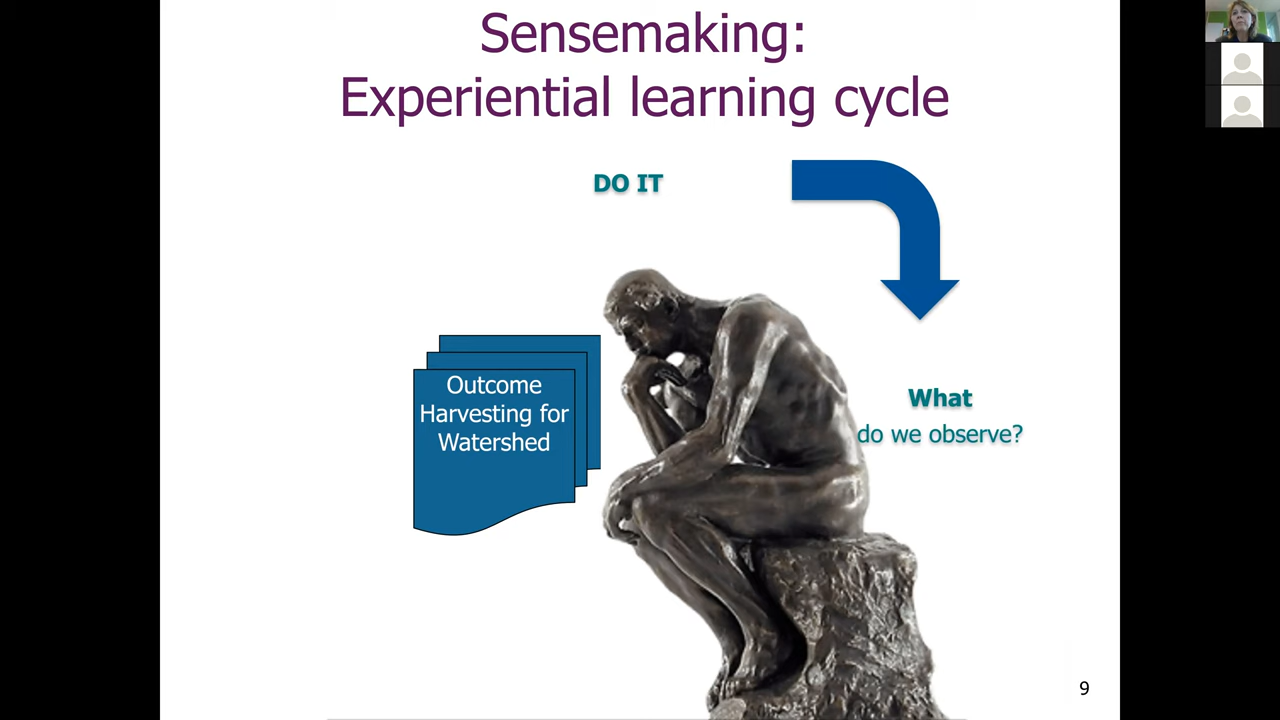 Sensemaking:
Experiential learning cycle
DO IT
Outcome
Harvesting for
Watershed
What
do we observe?
9